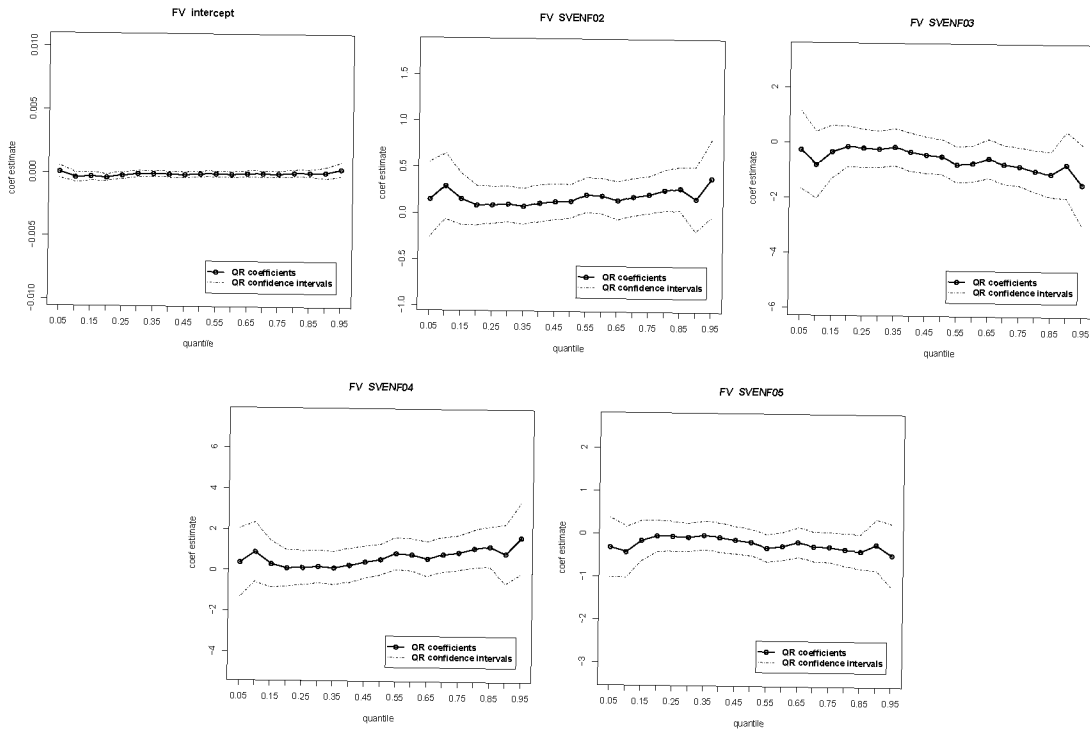 FV intercept
coef estimate
0.010
0.005
0.000
-0.005
-0.010
QR coefficients
QR confidence intervals
0.05 0.15 0.25 0.35 0.45 0.55 0.65 0.75 0.85 0.95
quantile
FV SVENF02
coef estimate
1.5
1.0
0.5
0.0
-1.0
QR coefficients
QR confidence intervals
0.05 0.15 0.25 0.35 0.45 0.55 0.65 0.75 0.85 0.95
quantile
FV SVENF03
coef estimate
2
0
-2
-4
-6
QR coefficients
QR confidence intervals
0.05 0.15 0.25 0.35 0.45 0.55 0.65 0.75 0.85 0.95
quantile
FV SVENF04
coef estimate
6
4
2
0
-2
-4
QR coefficients
QR confidence intervals
0.05 0.15 0.25 0.35 0.45 0.55 0.65 0.75 0.85 0.95
quantile
FV SVENF05
coef estimate
2
1
0
-1
-2
-3
QR coefficients
QR confidence intervals
0.05 0.15 0.25 0.35 0.45 0.55 0.65 0.75 0.85 0.95
quantile